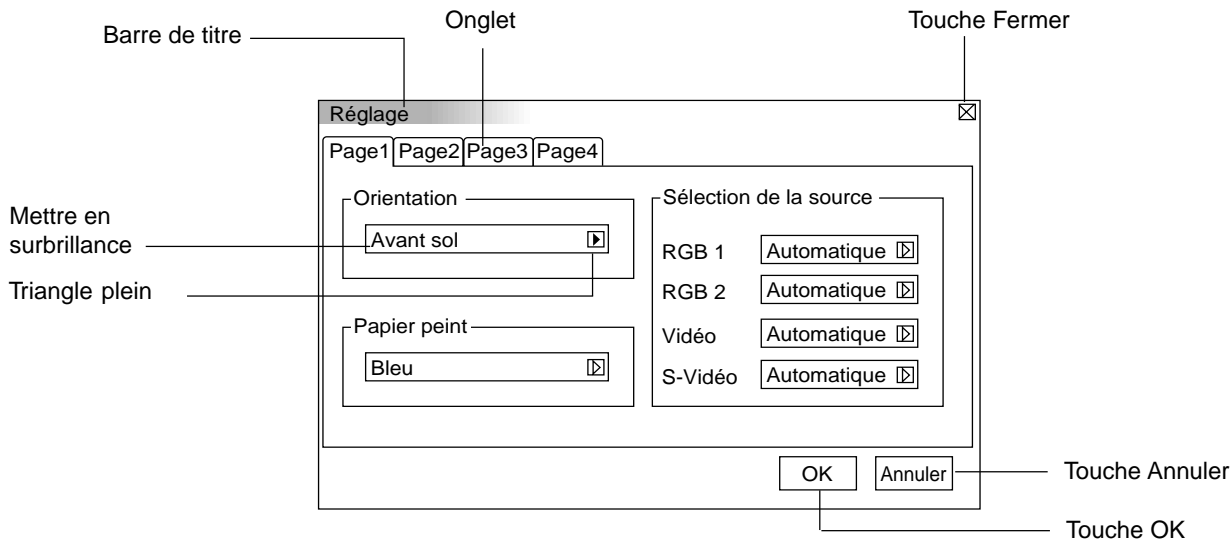 Onglet
Touche Fermer
Barre de titre
Réglage
Page1 Page2 Page3 Page4
Orientation
Avant sol
Sélection de la source
RGB 1 Automatique
RGB 2 Automatique
Vidéo Automatique
S-Vidéo Automatique
Mettre en
surbrillance
Triangle plein
Papier peint
Bleu
OK Annuler
Touche Annuler
Touche OK